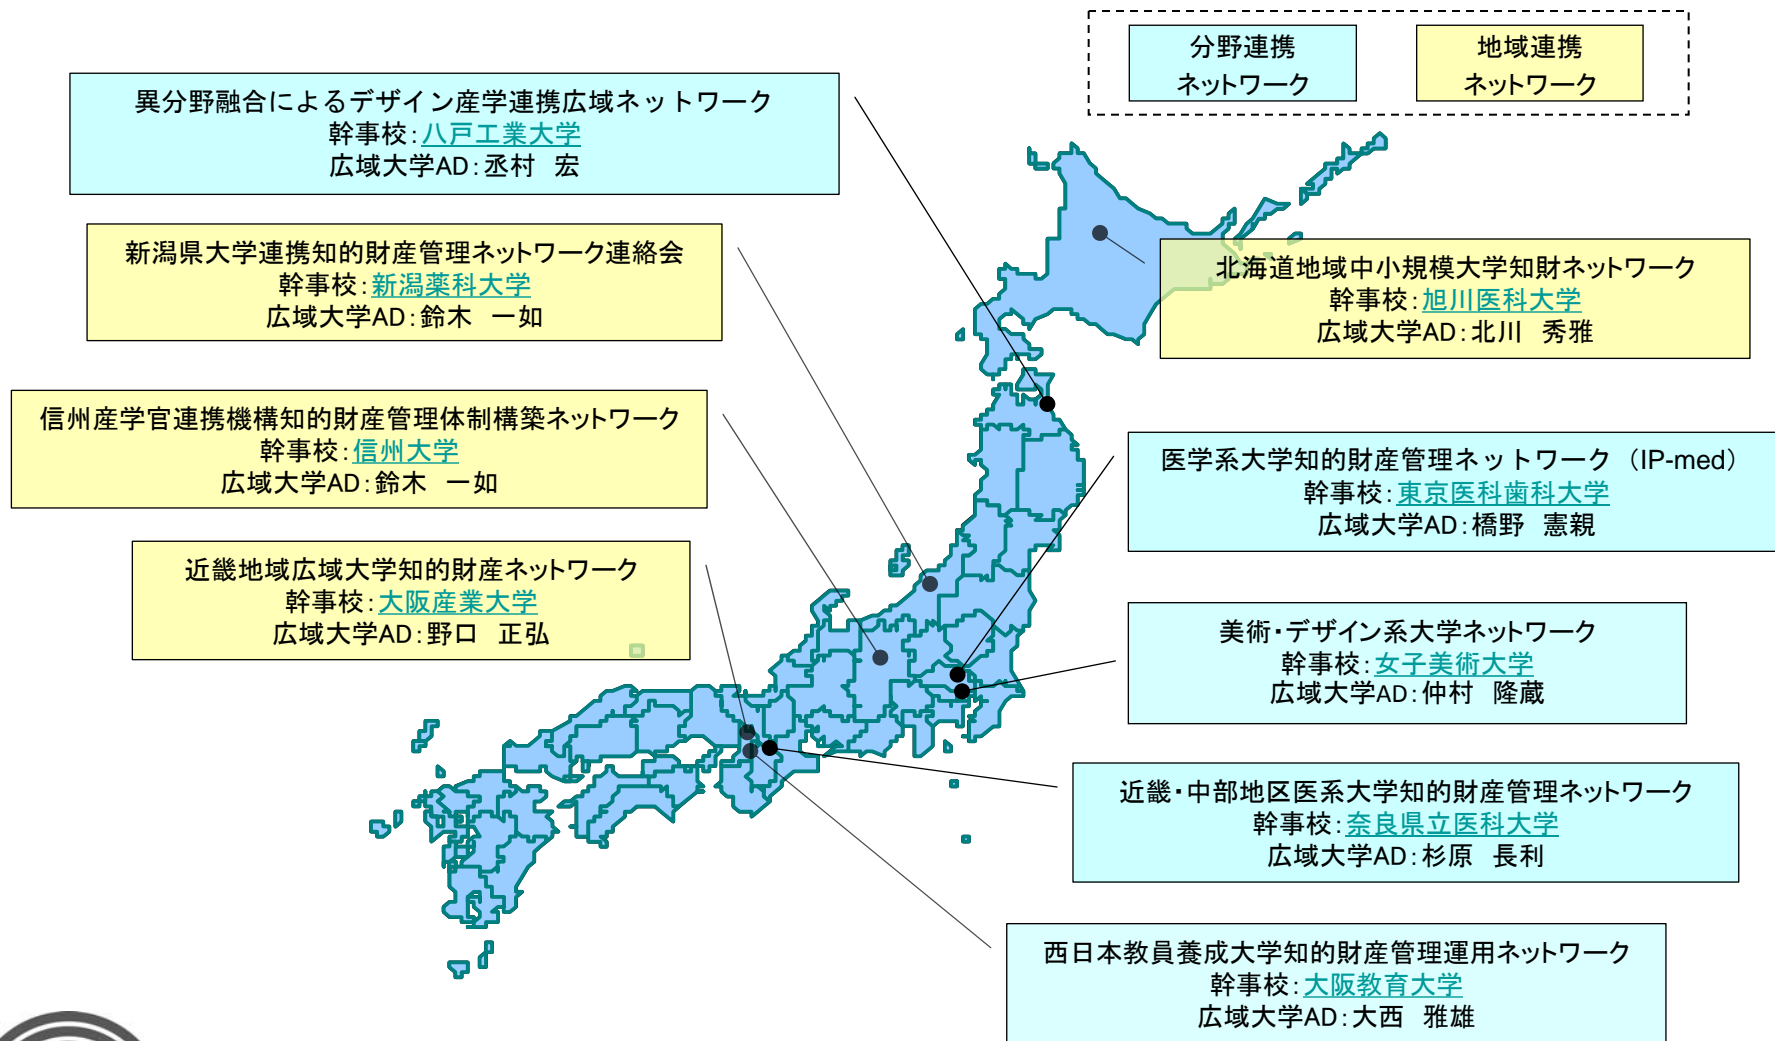 分野連携
ネットワーク
地域連携
ネットワーク
異分野融合によるデザイン産学連携広域ネットワーク
幹事校：八戸工業大学
広域大学AD：丞村　宏
新潟県大学連携知的財産管理ネットワーク連絡会
幹事校：新潟薬科大学
広域大学AD：鈴木　一如
北海道地域中小規模大学知財ネットワーク
幹事校：旭川医科大学
広域大学AD：北川　秀雅
信州産学官連携機構知的財産管理体制構築ネットワーク
幹事校：信州大学
広域大学AD：鈴木　一如
医学系大学知的財産管理ネットワーク （IP-med）
幹事校：東京医科歯科大学
広域大学AD：橋野　憲親
近畿地域広域大学知的財産ネットワーク
幹事校：大阪産業大学
広域大学AD：野口　正弘
美術・デザイン系大学ネットワーク
幹事校：女子美術大学
広域大学AD：仲村　隆蔵
近畿・中部地区医系大学知的財産管理ネットワーク
幹事校：奈良県立医科大学
広域大学AD：杉原　長利
西日本教員養成大学知的財産管理運用ネットワーク
幹事校：大阪教育大学
広域大学AD：大西　雅雄